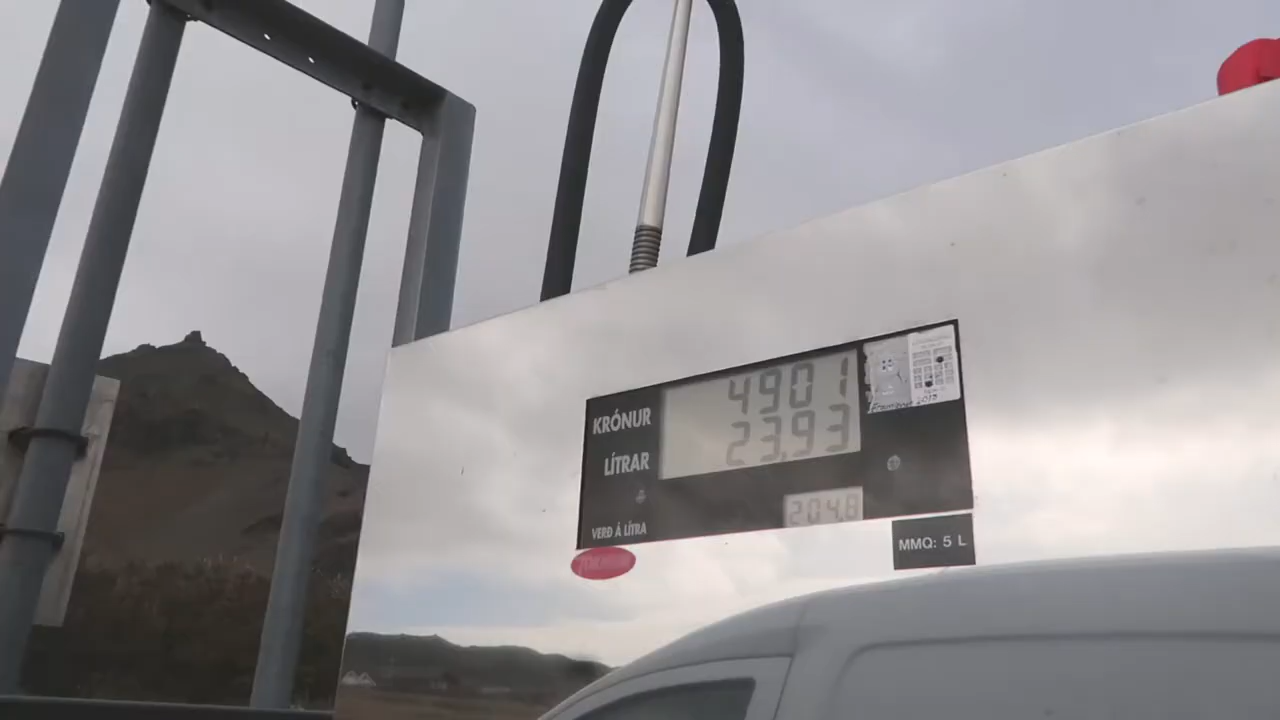 KRÓNUR 4901
LÍTRAR 23,93
VERÐ Á LÍTRA 204,8
MMQ: 5 L